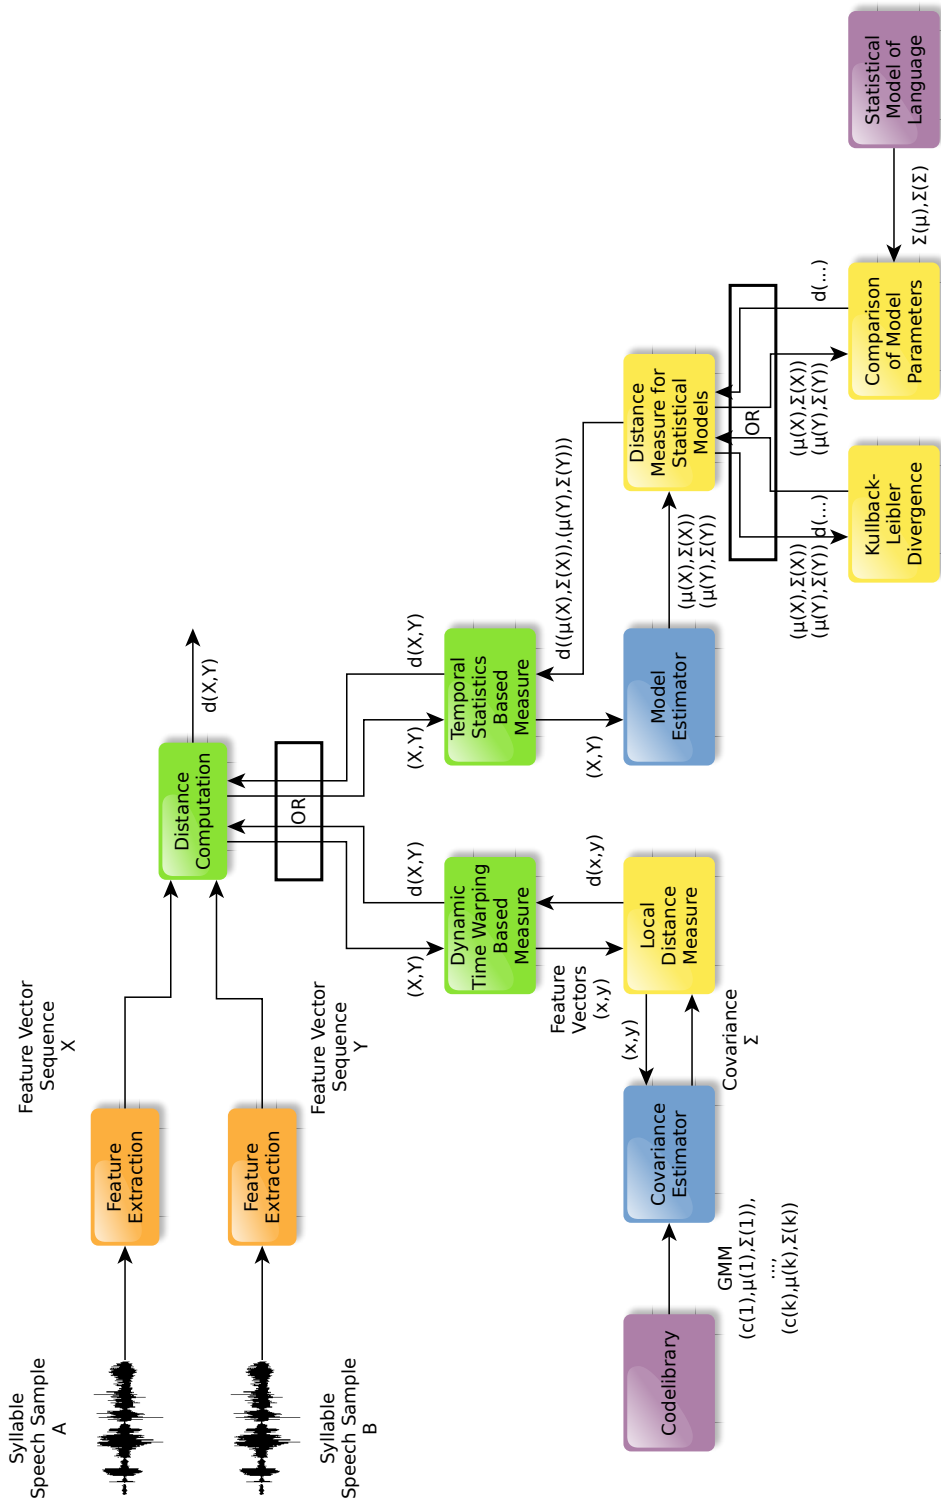 Syllable
Speech Sample
A
Feature
Extraction
Feature Vector
Sequence
X
Syllable
Speech Sample
B
Feature
Extraction
Feature Vector
Sequence
Y
Distance
Computation
d(X,Y)
OR
(X,Y)
d(X,Y)
(X,Y)
d(X,Y)
Dynamic
Time Warping
Based
Measure
Temporal
Statistics
Based
Measure
Feature
Vectors
(x,y)
d(x,y)
(X,Y)
d((μ(X),Σ(X)),(μ(Y),Σ(Y)))
Codelibrary
GMM
(c(1),μ(1),Σ(1)),
...,
(c(k),μ(k),Σ(k))
Covariance
Estimator
(x,y)
Covariance
Σ
Local
Distance
Measure
Model
Estimator
(μ(X),Σ(X))
(μ(Y),Σ(Y))
Distance
Measure for
Statistical
Models
OR
(μ(X),Σ(X))
(μ(Y),Σ(Y))
d(...)
(μ(X),Σ(X))
(μ(Y),Σ(Y))
d(...)
Kullback-
Leibler
Divergence
Comparison
of Model
Parameters
Σ(μ),Σ(Σ)
Statistical
Model of
Language